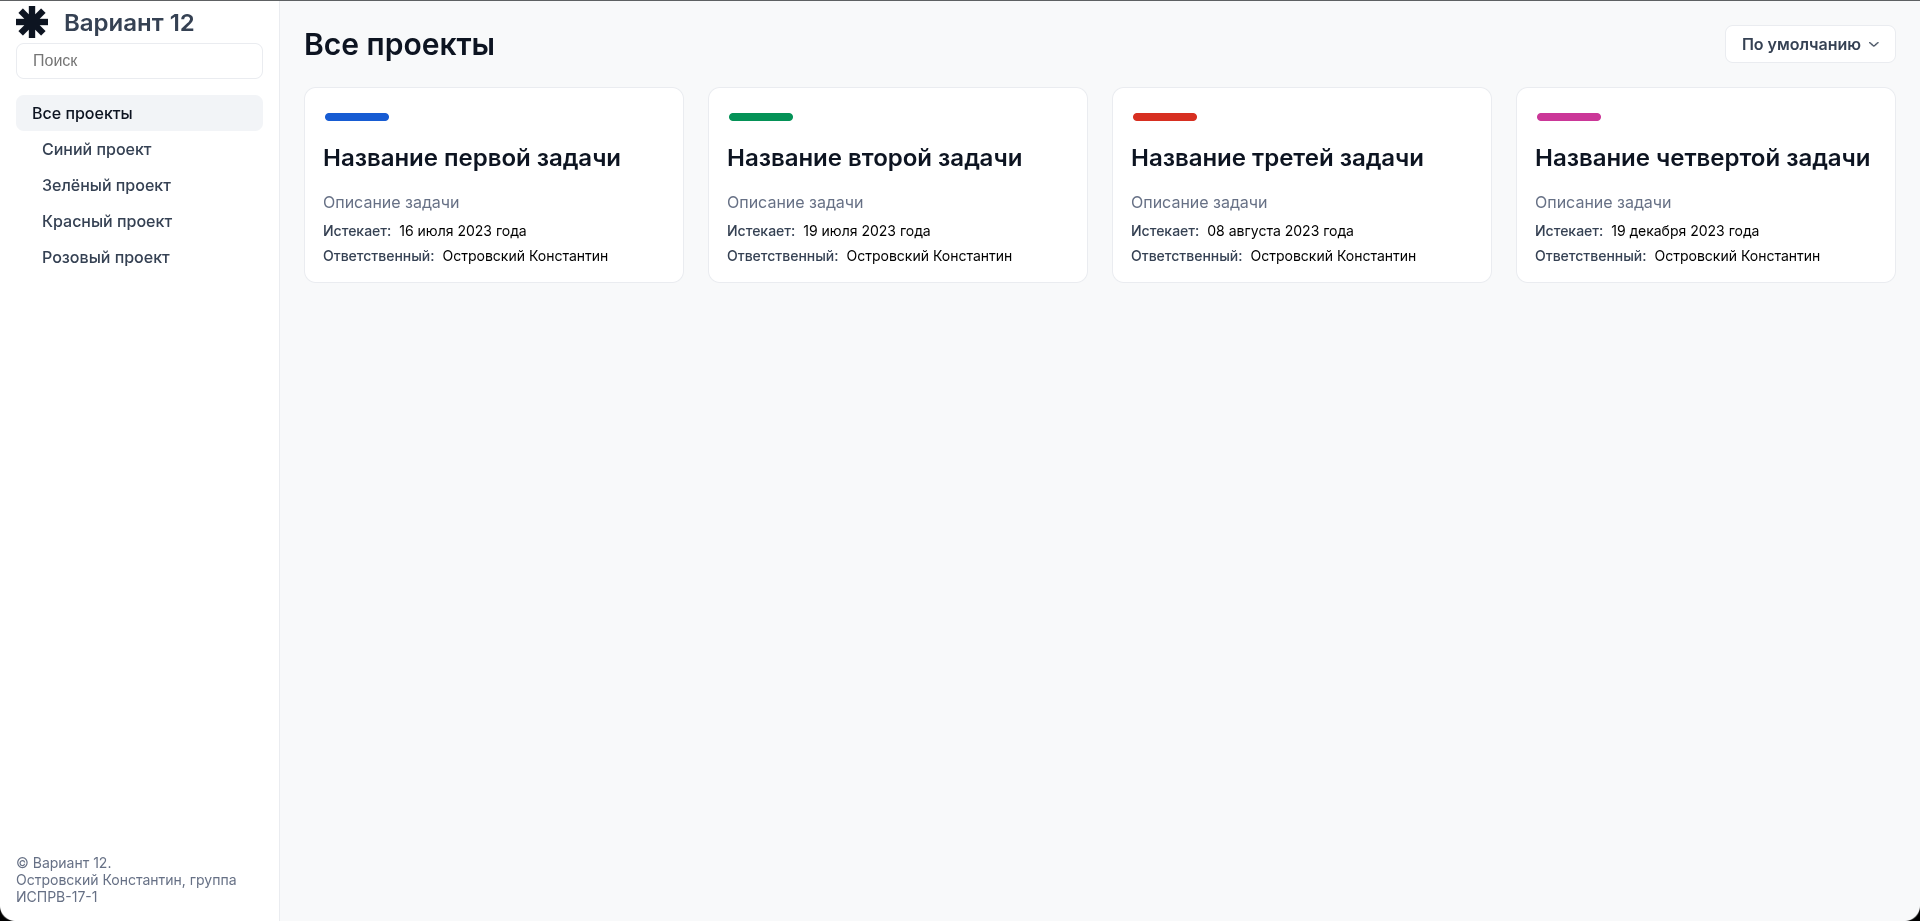 Вариант 12
Поиск
Все проекты
Синий проект
Зелёный проект
Красный проект
Розовый проект
© Вариант 12.
Островский Константин, группа
ИСПРВ-17-1
Все проекты
По умолчанию
Название первой задачи
Описание задачи
Истекает: 16 июля 2023 года
Ответственный: Островский Константин
Название второй задачи
Описание задачи
Истекает: 19 июля 2023 года
Ответственный: Островский Константин
Название третей задачи
Описание задачи
Истекает: 08 августа 2023 года
Ответственный: Островский Константин
Название четвертой задачи
Описание задачи
Истекает: 19 декабря 2023 года
Ответственный: Островский Константин